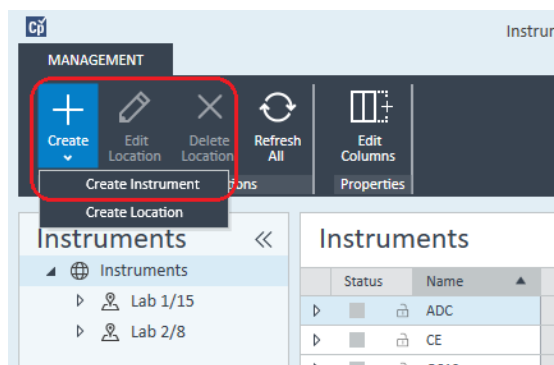 Cp
Instru
MANAGEMENT
Create Edit Location Delete Location Refresh All Edit Columns
Create Instrument
ons
Properties
Create Location
Instruments
Instruments
Instruments
Status Name
Lab 1/15
ADC
Lab 2/8
CE